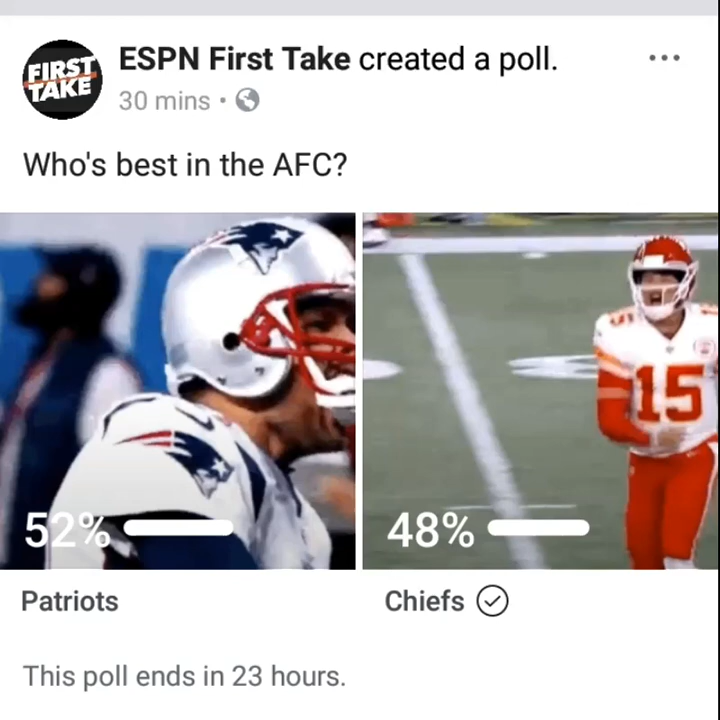 FIRST
TAKE
ESPN First Take created a poll.
30 mins
Who's best in the AFC?
15
15
52%
48%
Patriots
Chiefs
This poll ends in 23 hours.